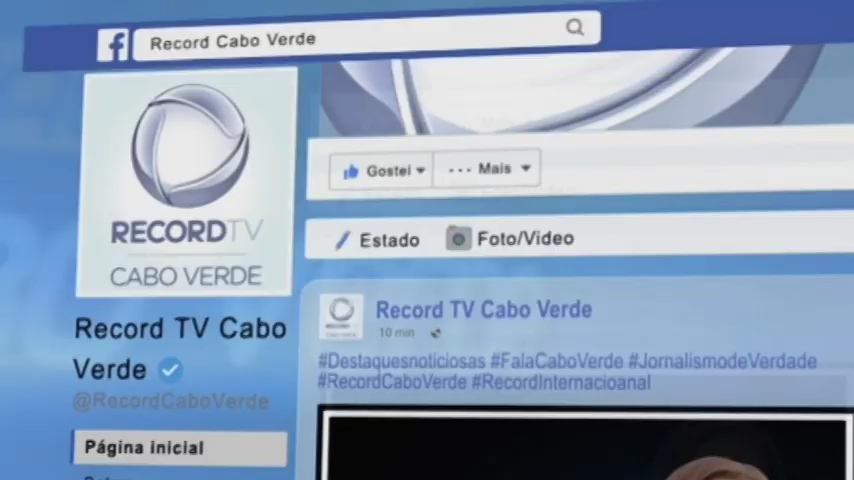 Record Cabo Verde
RECORDTV
CABO VERDE
Record TV Cabo
Verde
@RecordCaboVerde
Página inicial
Gostei
Mais
Estado
Foto/Video
Record TV Cabo Verde
10 min
#Destaquesnoticiosas #FalaCaboVerde #JornalismodeVerdade
#RecordCaboVerde #RecordInternacioanal